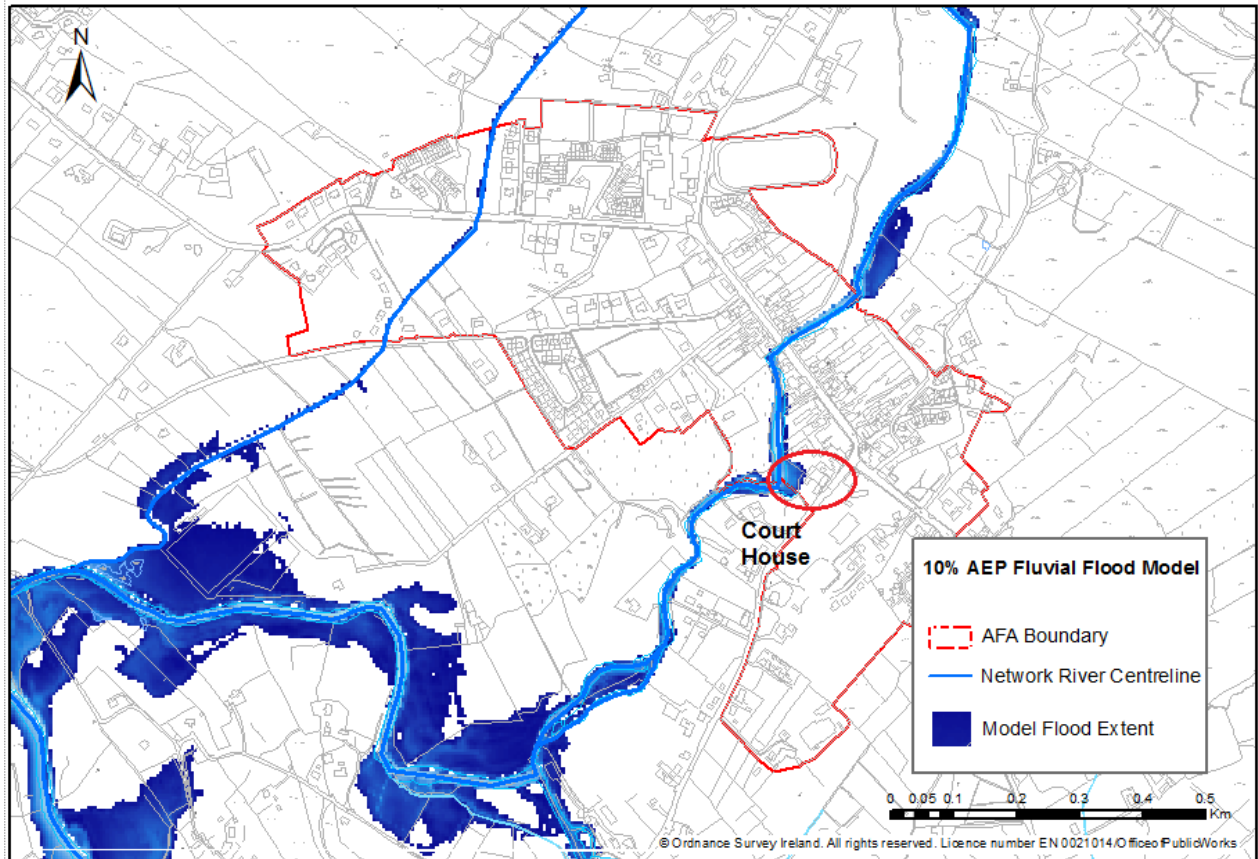 N
Court
House
10% AEP Fluvial Flood Model
AFA Boundary
Network River Centreline
Model Flood Extent
0 0.05 0.1 0.2 0.3 0.4 0.5
Km
© Ordnance Survey Ireland. All rights reserved. Licence number EN 0021014/OfficeofPublicWorks